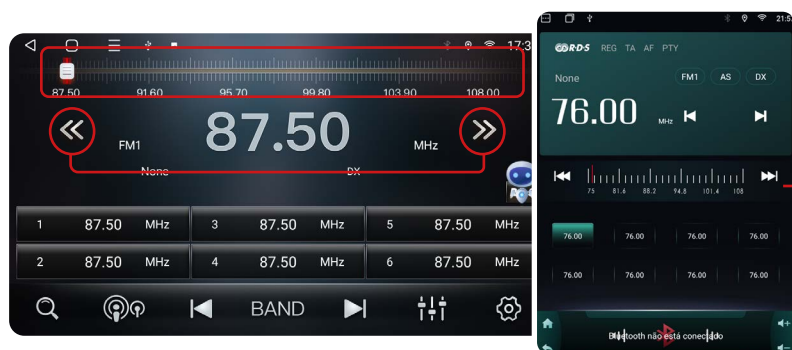 17:3
87.50 91.60 95.70 99.80 103.90 108.00
FM1 87.50 MHz
None DX
1 87.50 MHz 3 87.50 MHz 5 87.50 MHz
2 87.50 MHz 4 87.50 MHz 6 87.50 MHz
BAND
21:5
R·D·S REG TA AF PTY
None FM1 AS DX
76.00 MHz
75 81.6 88.2 94.8 101.4 108
76.00 76.00 76.00 76.00
76.00 76.00 76.00 76.00
Bluetooth não está conectado